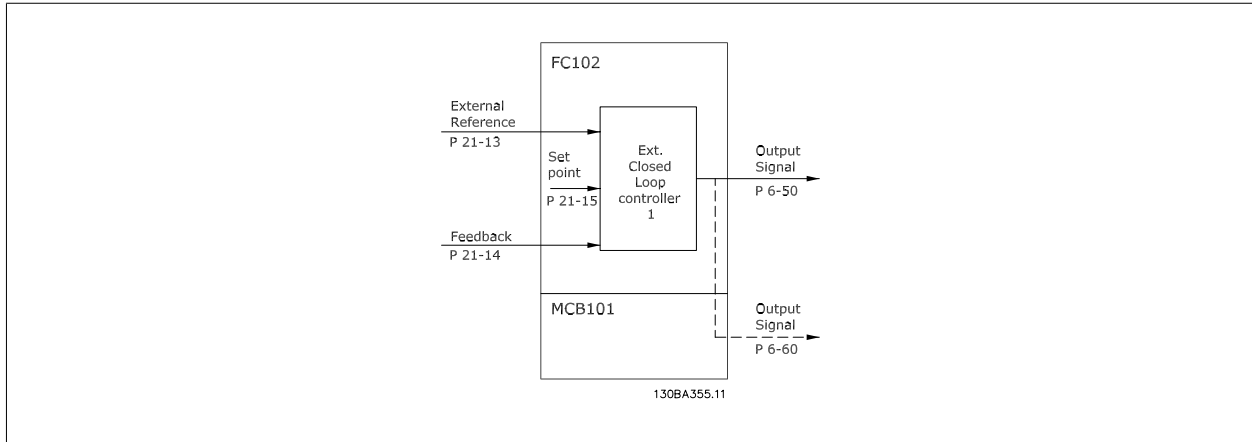 FC102
External
Reference
P 21-13
Set
point
P 21-15
Feedback
P 21-14
Ext.
Closed
Loop
controller
1
Output
Signal
P 6-50
MCB101
Output
Signal
P 6-60
130BA355.11